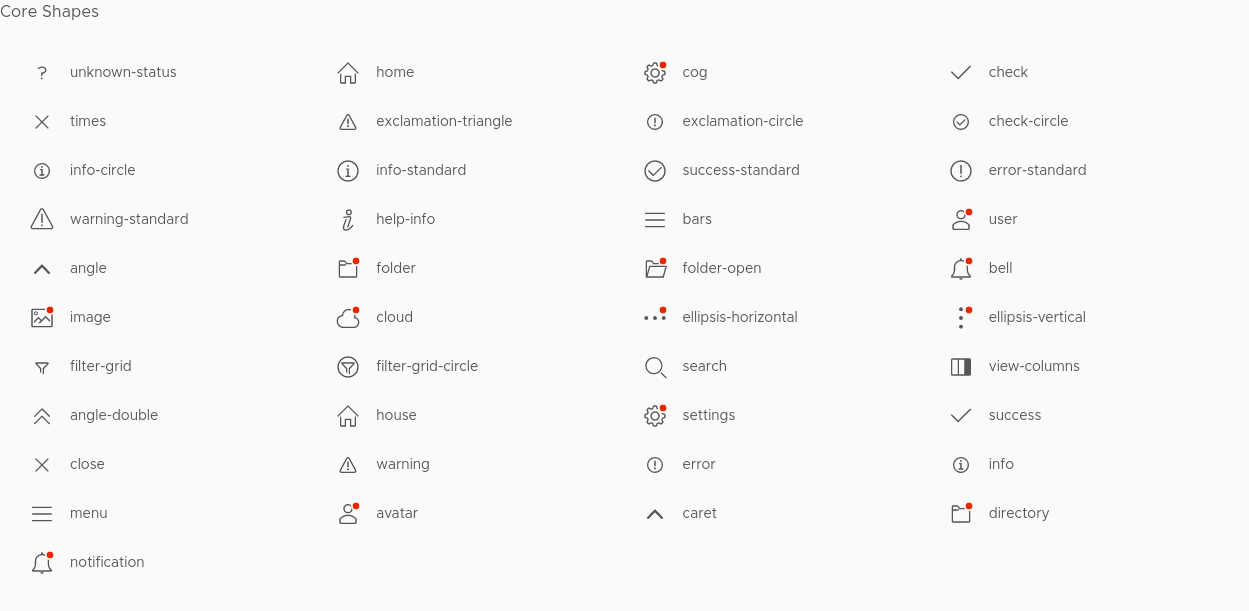 Core Shapes
unknown-status home cog check
times exclamation-triangle exclamation-circle check-circle
info-circle info-standard success-standard error-standard
warning-standard help-info bars user
angle folder folder-open bell
image cloud ellipsis-horizontal ellipsis-vertical
filter-grid filter-grid-circle search view-columns
angle-double house settings success
close warning error info
menu avatar caret directory
notification